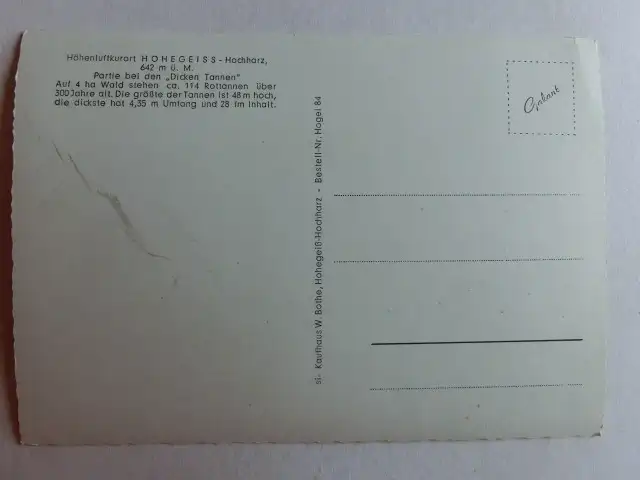 Höhenluftkurort HOHEGEISS - Hochharz,
642 m ü. M.
Partie bei den „Dicken Tannen"
Auf 4 ha Wald stehen ca. 114 Rottannen über
300 Jahre alt. Die größte der Tannen ist 48 m hoch,
die dickste hat 4,35 m Umfang und 28 fm Inhalt.
si- Kaufhaus W. Bothe, Hohegeiß-Hochharz - Bestell-Nr. Hogei 84
Galant